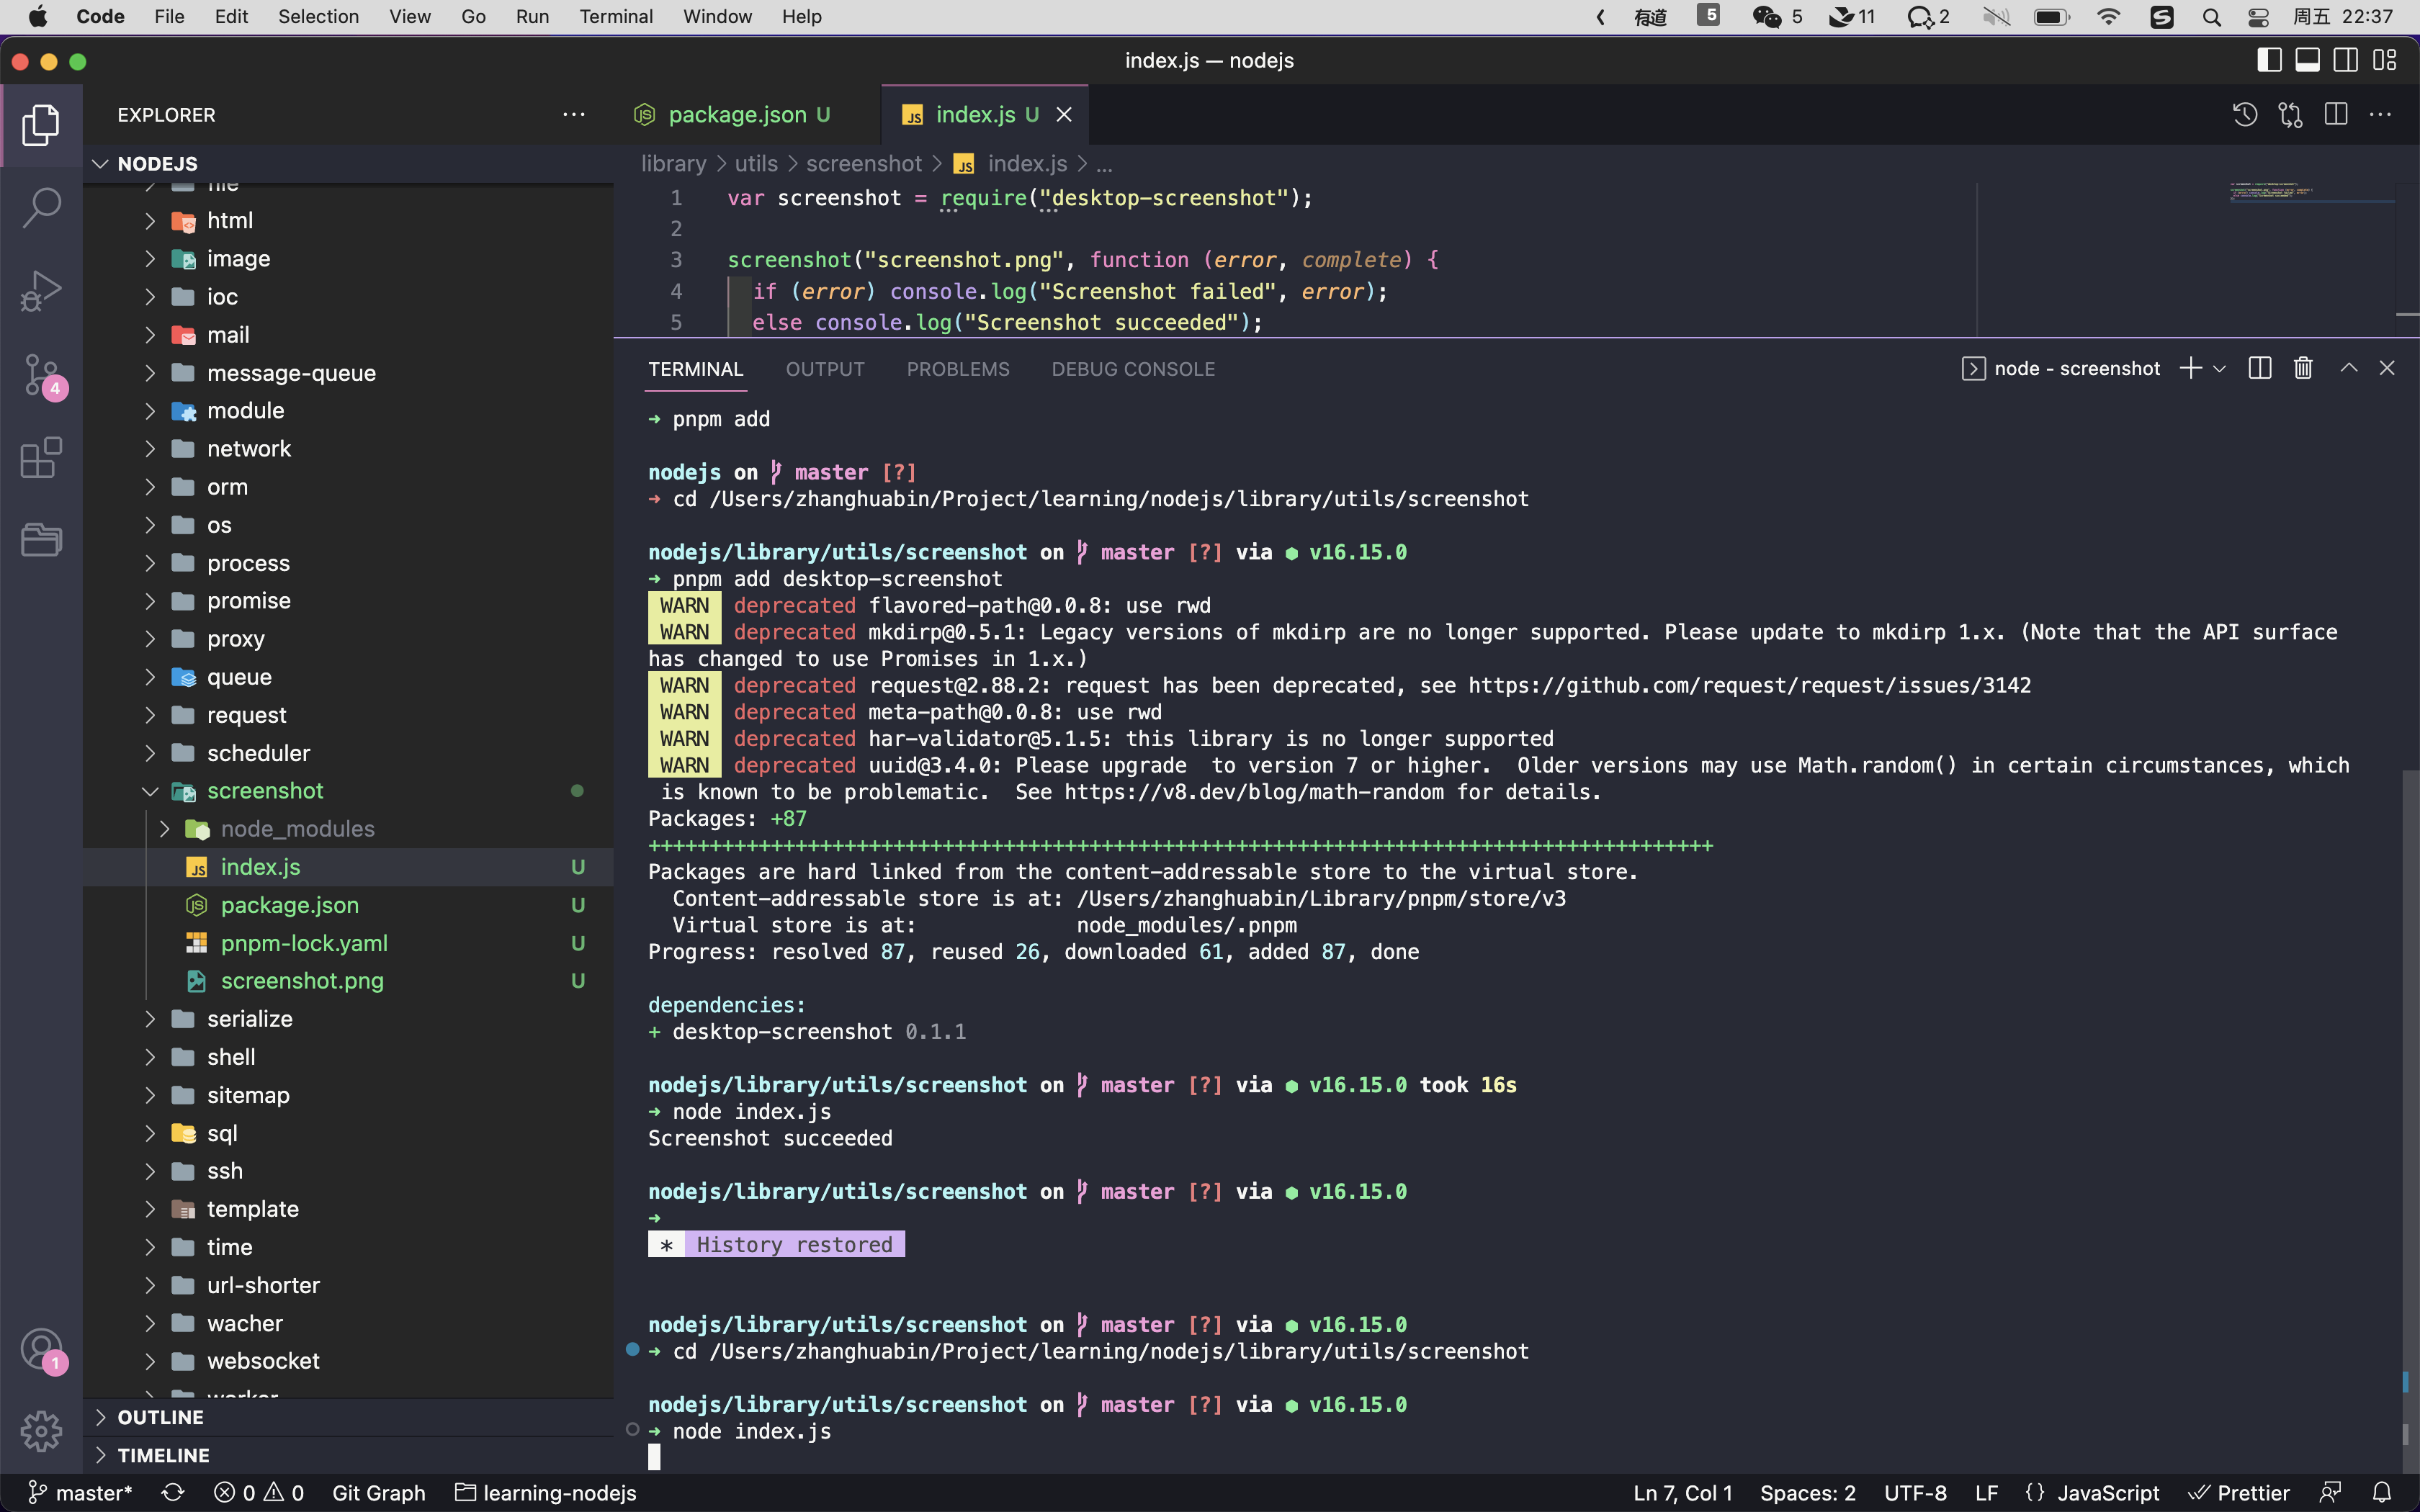 Code File Edit Selection View Go Run Terminal Window Help 有道 5 5 11 2 周五 22:37
index.js — nodejs
EXPLORER
package.json U
index.js U
NODEJS
library > utils > screenshot > index.js > ...
file
html
image
ioc
mail
message-queue
module
network
orm
os
process
promise
proxy
queue
request
scheduler
screenshot
node_modules
index.js U
package.json U
pnpm-lock.yaml U
screenshot.png U
serialize
shell
sitemap
sql
ssh
template
time
url-shorter
wacher
websocket
worker
OUTLINE
TIMELINE
4
1
1 var screenshot = require("desktop-screenshot");
2
3 screenshot("screenshot.png", function (error, complete) {
4 if (error) console.log("Screenshot failed", error);
5 else console.log("Screenshot succeeded");
TERMINAL OUTPUT PROBLEMS DEBUG CONSOLE node - screenshot
→ pnpm add
nodejs on master [?]
→ cd /Users/zhanghuabin/Project/learning/nodejs/library/utils/screenshot
nodejs/library/utils/screenshot on master [?] via ⬢ v16.15.0
→ pnpm add desktop-screenshot
WARN deprecated flavored-path@0.0.8: use rwd
WARN deprecated mkdirp@0.5.1: Legacy versions of mkdirp are no longer supported. Please update to mkdirp 1.x. (Note that the API surface
has changed to use Promises in 1.x.)
WARN deprecated request@2.88.2: request has been deprecated, see https://github.com/request/request/issues/3142
WARN deprecated meta-path@0.0.8: use rwd
WARN deprecated har-validator@5.1.5: this library is no longer supported
WARN deprecated uuid@3.4.0: Please upgrade  to version 7 or higher.  Older versions may use Math.random() in certain circumstances, which
is known to be problematic.  See https://v8.dev/blog/math-random for details.
Packages: +87
+++++++++++++++++++++++++++++++++++++++++++++++++++++++++++++++++++++++++++++++++++++++
Packages are hard linked from the content-addressable store to the virtual store.
Content-addressable store is at: /Users/zhanghuabin/Library/pnpm/store/v3
Virtual store is at: node_modules/.pnpm
Progress: resolved 87, reused 26, downloaded 61, added 87, done
dependencies:
+ desktop-screenshot 0.1.1
nodejs/library/utils/screenshot on master [?] via ⬢ v16.15.0 took 16s
→ node index.js
Screenshot succeeded
nodejs/library/utils/screenshot on master [?] via ⬢ v16.15.0
→
* History restored
nodejs/library/utils/screenshot on master [?] via ⬢ v16.15.0
→ cd /Users/zhanghuabin/Project/learning/nodejs/library/utils/screenshot
nodejs/library/utils/screenshot on master [?] via ⬢ v16.15.0
→ node index.js
master* 0 0 Git Graph learning-nodejs Ln 7, Col 1 Spaces: 2 UTF-8 LF {} JavaScript Prettier